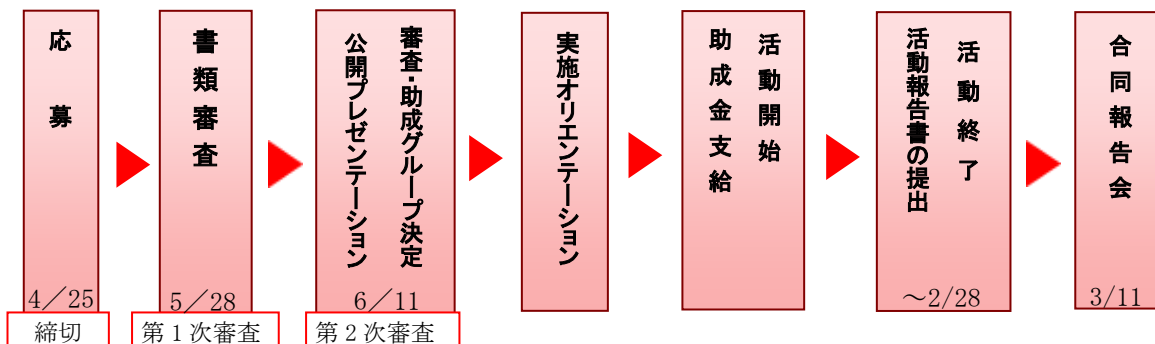 応募
4／25
締切
書類審査
5／28
第1次審査
審査・助成グループ決定
公開プレゼンテーション
6／11
第2次審査
実施オリエンテーション
活動開始
助成金支給
活動終了
活動報告書の提出
～2/28
合同報告会
3/11